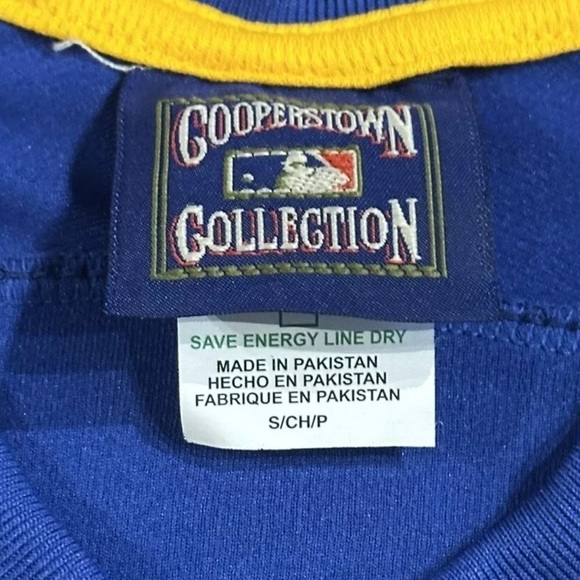 COOPERSTOWN
COLLECTION
SAVE ENERGY LINE DRY
MADE IN PAKISTAN
HECHO EN PAKISTAN
FABRIQUE EN PAKISTAN
S/CH/P